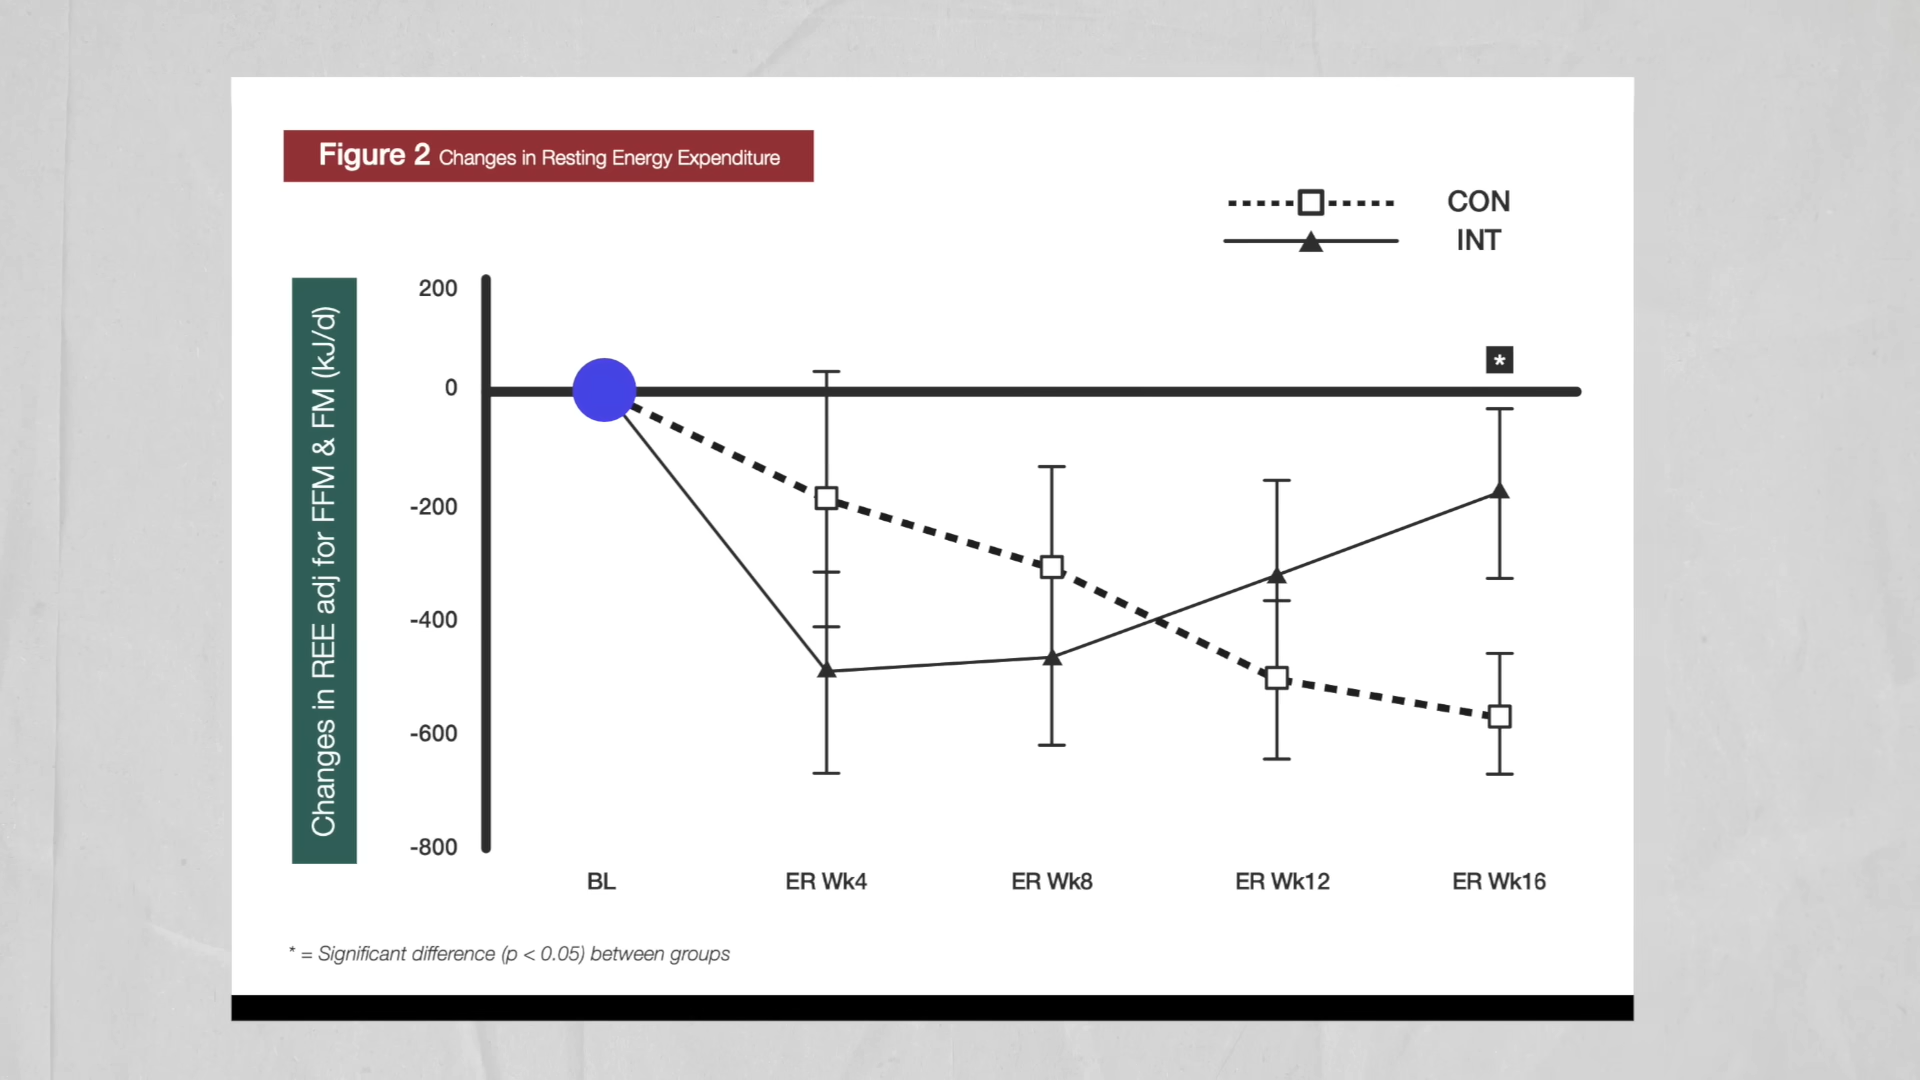 Figure 2 Changes in Resting Energy Expenditure
CON
INT
Changes in REE adj for FFM & FM (kJ/d)
200
0
-200
-400
-600
-800
*
BL
ER Wk4
ER Wk8
ER Wk12
ER Wk16
* = Significant difference (p < 0.05) between groups